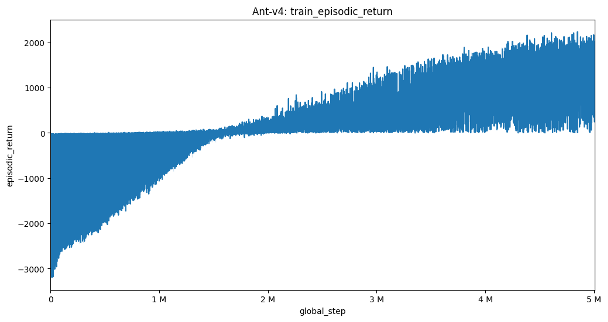 Ant-v4: train_episodic_return
episodic_return
2000
1000
0
−1000
−2000
−3000
0
1 M
2 M
3 M
4 M
5 M
global_step